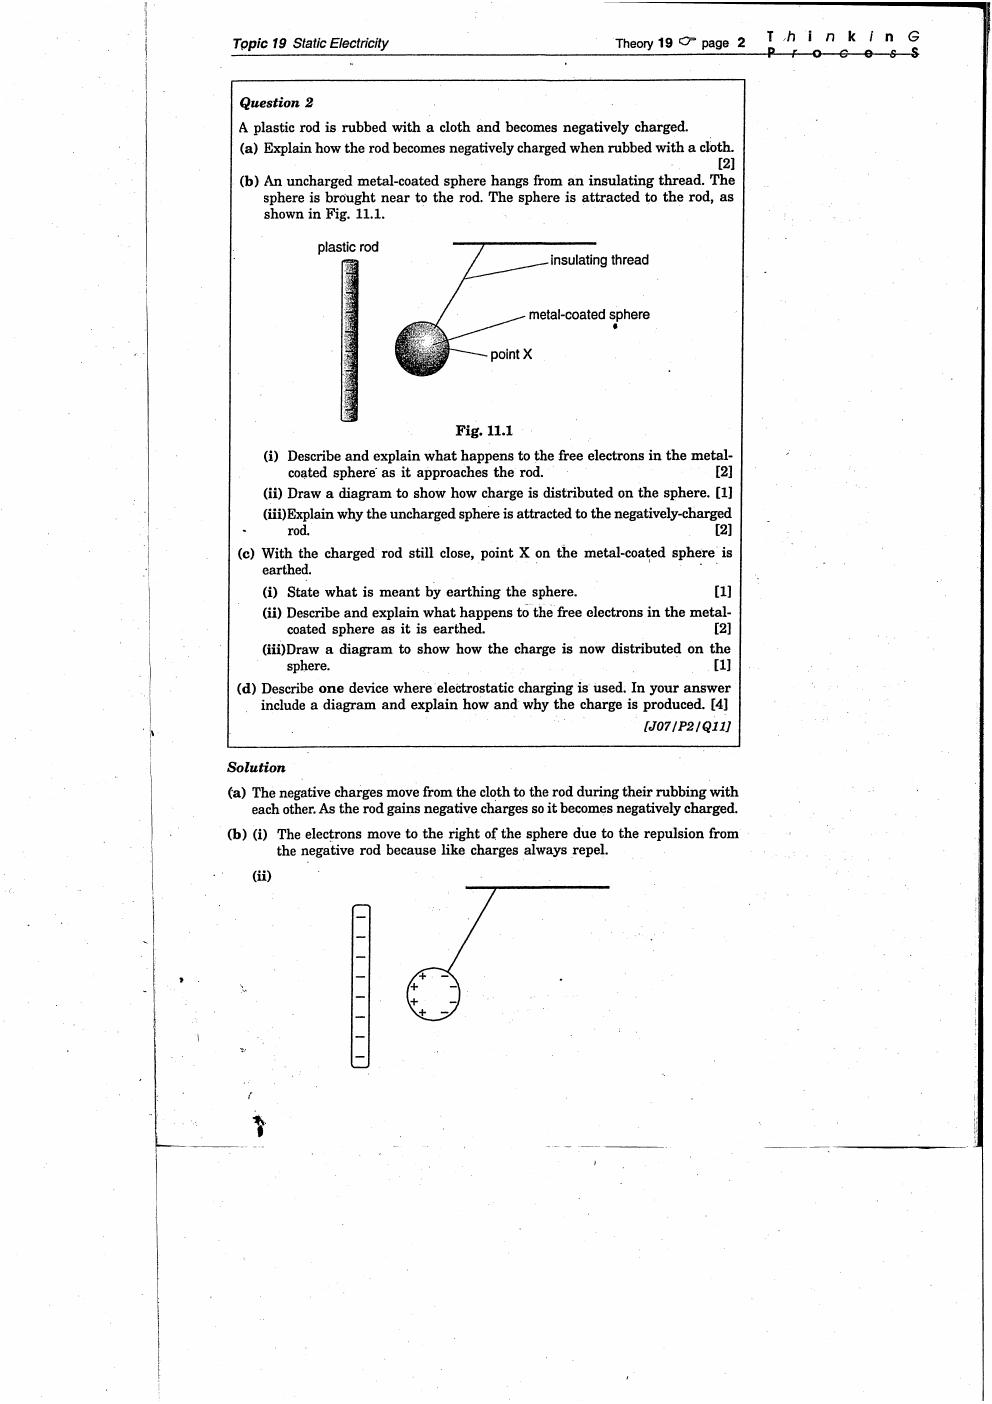 Topic 19 Static Electricity
Theory 19 ☞ page 2
T h i n k i n G
P r o c e s S
Question 2
A plastic rod is rubbed with a cloth and becomes negatively charged.
(a) Explain how the rod becomes negatively charged when rubbed with a cloth.
[2]
(b) An uncharged metal-coated sphere hangs from an insulating thread. The
sphere is brought near to the rod. The sphere is attracted to the rod, as
shown in Fig. 11.1.
plastic rod
insulating thread
metal-coated sphere
point X
Fig. 11.1
(i) Describe and explain what happens to the free electrons in the metal-
coated sphere as it approaches the rod. [2]
(ii) Draw a diagram to show how charge is distributed on the sphere. [1]
(iii)Explain why the uncharged sphere is attracted to the negatively-charged
rod. [2]
(c) With the charged rod still close, point X on the metal-coated sphere is
earthed.
(i) State what is meant by earthing the sphere. [1]
(ii) Describe and explain what happens to the free electrons in the metal-
coated sphere as it is earthed. [2]
(iii)Draw a diagram to show how the charge is now distributed on the
sphere. [1]
(d) Describe one device where electrostatic charging is used. In your answer
include a diagram and explain how and why the charge is produced. [4]
[J07/P2/Q11]
Solution
(a) The negative charges move from the cloth to the rod during their rubbing with
each other. As the rod gains negative charges so it becomes negatively charged.
(b) (i) The electrons move to the right of the sphere due to the repulsion from
the negative rod because like charges always repel.
(ii)